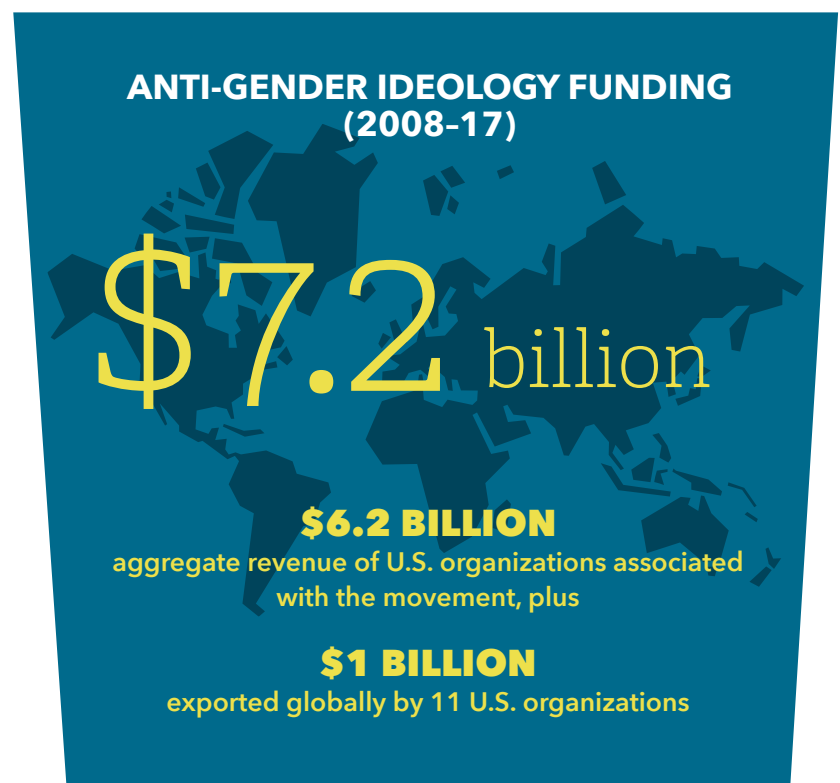 ANTI-GENDER IDEOLOGY FUNDING
(2008–17)
$7.2 billion
$6.2 BILLION
aggregate revenue of U.S. organizations associated
with the movement, plus
$1 BILLION
exported globally by 11 U.S. organizations